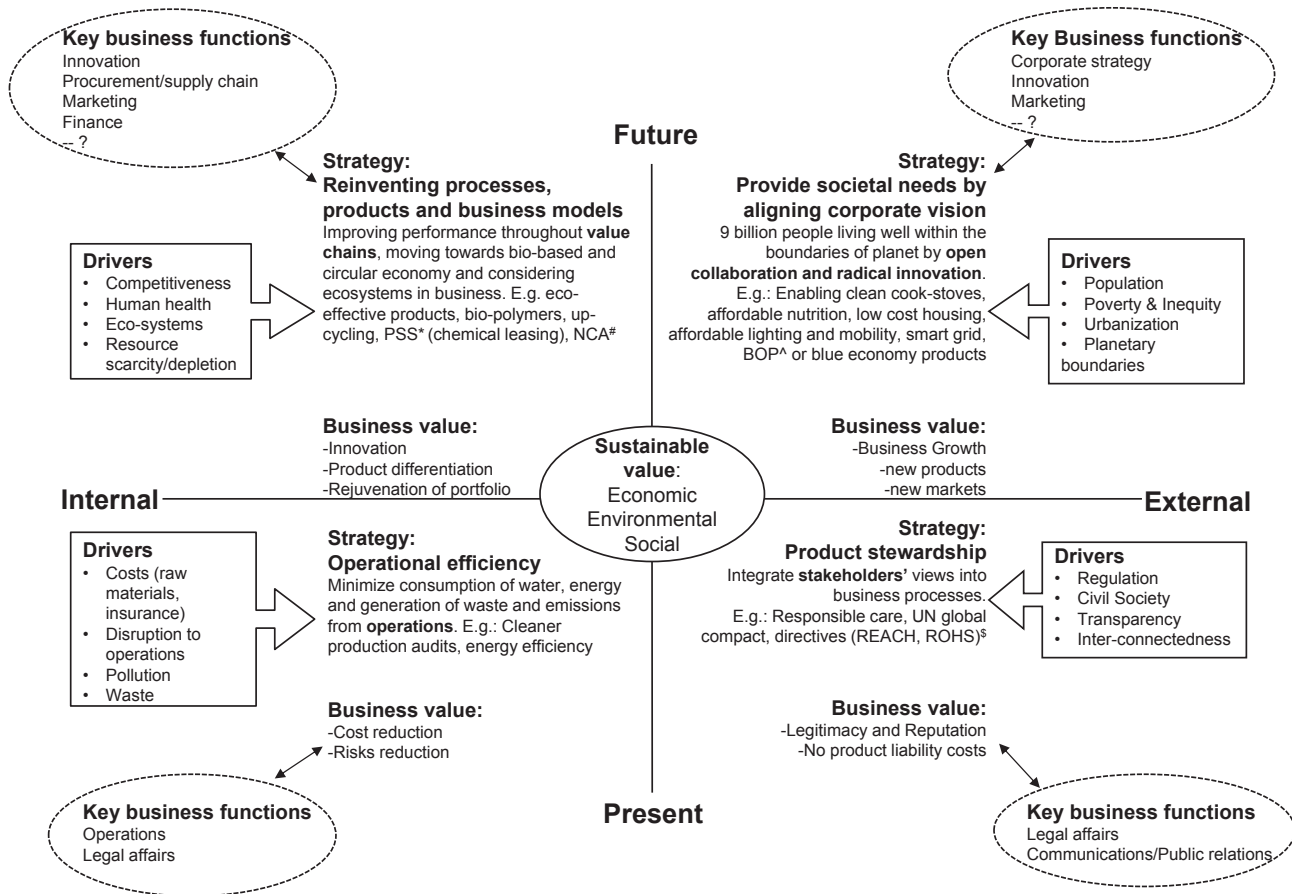 Key business functions
Innovation
Procurement/supply chain
Marketing
Finance
-- ?
Key Business functions
Corporate strategy
Innovation
Marketing
-- ?
Future
Strategy:
Reinventing processes,
products and business models
Improving performance throughout value
chains, moving towards bio-based and
circular economy and considering
ecosystems in business. E.g. eco-
effective products, bio-polymers, up-
cycling, PSS* (chemical leasing), NCA#
Strategy:
Provide societal needs by
aligning corporate vision
9 billion people living well within the
boundaries of planet by open
collaboration and radical innovation.
E.g.: Enabling clean cook-stoves,
affordable nutrition, low cost housing,
affordable lighting and mobility, smart grid,
BOP^ or blue economy products
Drivers
• Competitiveness
• Human health
• Eco-systems
• Resource
scarcity/depletion
Drivers
• Population
• Poverty & Inequity
• Urbanization
• Planetary
boundaries
Business value:
-Innovation
-Product differentiation
-Rejuvenation of portfolio
Business value:
-Business Growth
-new products
-new markets
Sustainable
value:
Economic
Environmental
Social
Internal
External
Drivers
• Costs (raw
materials,
insurance)
• Disruption to
operations
• Pollution
• Waste
Strategy:
Operational efficiency
Minimize consumption of water, energy
and generation of waste and emissions
from operations. E.g.: Cleaner
production audits, energy efficiency
Strategy:
Product stewardship
Integrate stakeholders' views into
business processes.
E.g.: Responsible care, UN global
compact, directives (REACH, ROHS)$
Drivers
• Regulation
• Civil Society
• Transparency
• Inter-connectedness
Business value:
-Cost reduction
-Risks reduction
Business value:
-Legitimacy and Reputation
-No product liability costs
Present
Key business functions
Operations
Legal affairs
Key business functions
Legal affairs
Communications/Public relations